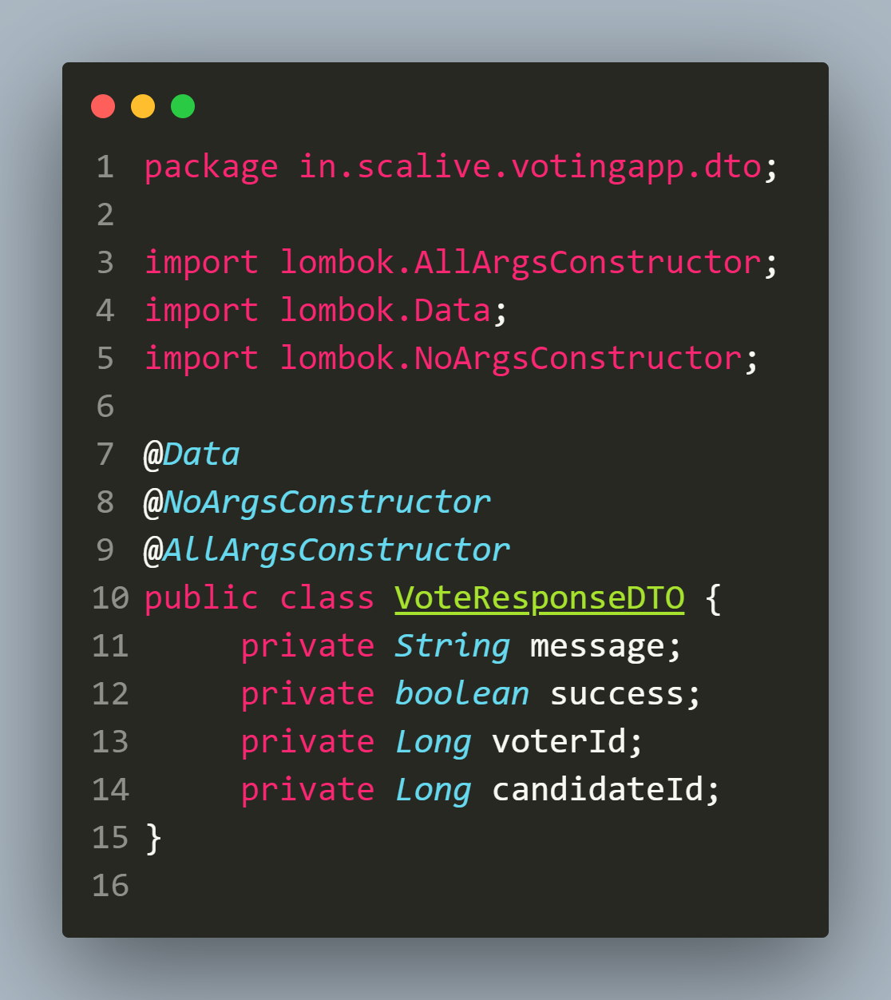 1 package in.scalive.votingapp.dto;
2
3 import lombok.AllArgsConstructor;
4 import lombok.Data;
5 import lombok.NoArgsConstructor;
6
7 @Data
8 @NoArgsConstructor
9 @AllArgsConstructor
10 public class VoteResponseDTO {
11     private String message;
12     private boolean success;
13     private Long voterId;
14     private Long candidateId;
15 }
16